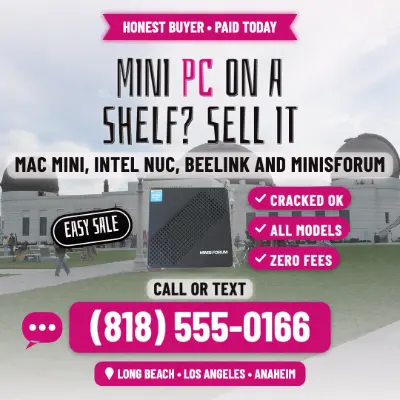 HONEST BUYER • PAID TODAY
MINI PC ON A
SHELF? SELL IT
MAC MINI, INTEL NUC, BEELINK AND MINISFORUM
CRACKED OK
EASY SALE
ALL MODELS
MINISFORUM
ZERO FEES
CALL OR TEXT
(818) 555-0166
LONG BEACH • LOS ANGELES • ANAHEIM